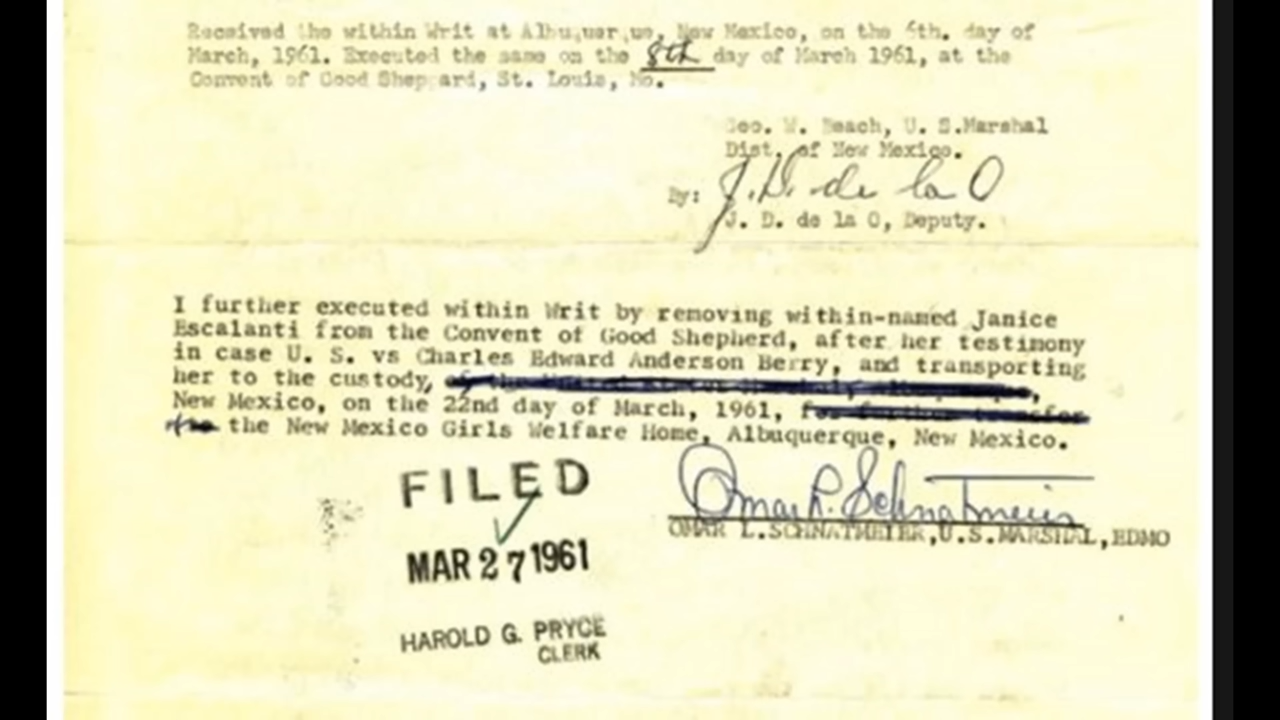 Received the within Writ at Albuquerque, New Mexico, on the 6th. day of
March, 1961. Executed the same on the 8th day of March 1961, at the
Convent of Good Sheppard, St. Louis, Mo.
Geo. W. Beach, U. S.Marshal
Dist. of New Mexico.
By: J. D. de la O
J. D. de la O, Deputy.
I further executed within Writ by removing within-named Janice
Escalanti from the Convent of Good Shepherd, after her testimony
in case U. S. vs Charles Edward Anderson Berry, and transporting
her to the custody,
New Mexico, on the 22nd day of March, 1961, for further transfer
the New Mexico Girls Welfare Home, Albuquerque, New Mexico.
Omar L. Schnatmeier
OMAR L.SCHNATMEIER,U.S.MARSHAL,EDMO
FILED
MAR 27 1961
HAROLD G. PRYCE
CLERK